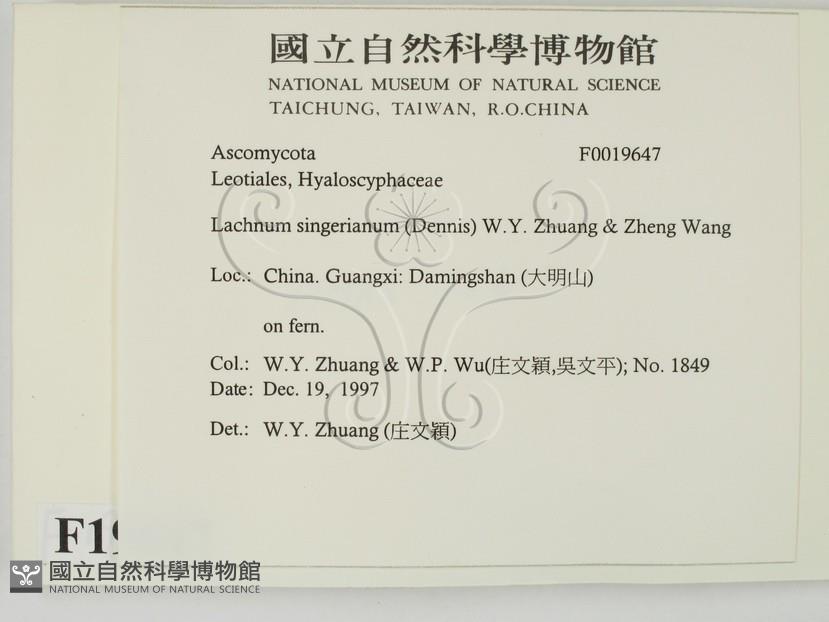 國立自然科學博物館
NATIONAL MUSEUM OF NATURAL SCIENCE
TAICHUNG, TAIWAN, R.O.CHINA
Ascomycota F0019647
Leotiales, Hyaloscyphaceae
Lachnum singerianum (Dennis) W.Y. Zhuang & Zheng Wang
Loc.: China. Guangxi: Damingshan (大明山)
on fern.
Col.: W.Y. Zhuang & W.P. Wu(庄文穎,吳文平); No. 1849
Date: Dec. 19, 1997
Det.: W.Y. Zhuang (庄文穎)
F19
國立自然科學博物館
NATIONAL MUSEUM OF NATURAL SCIENCE